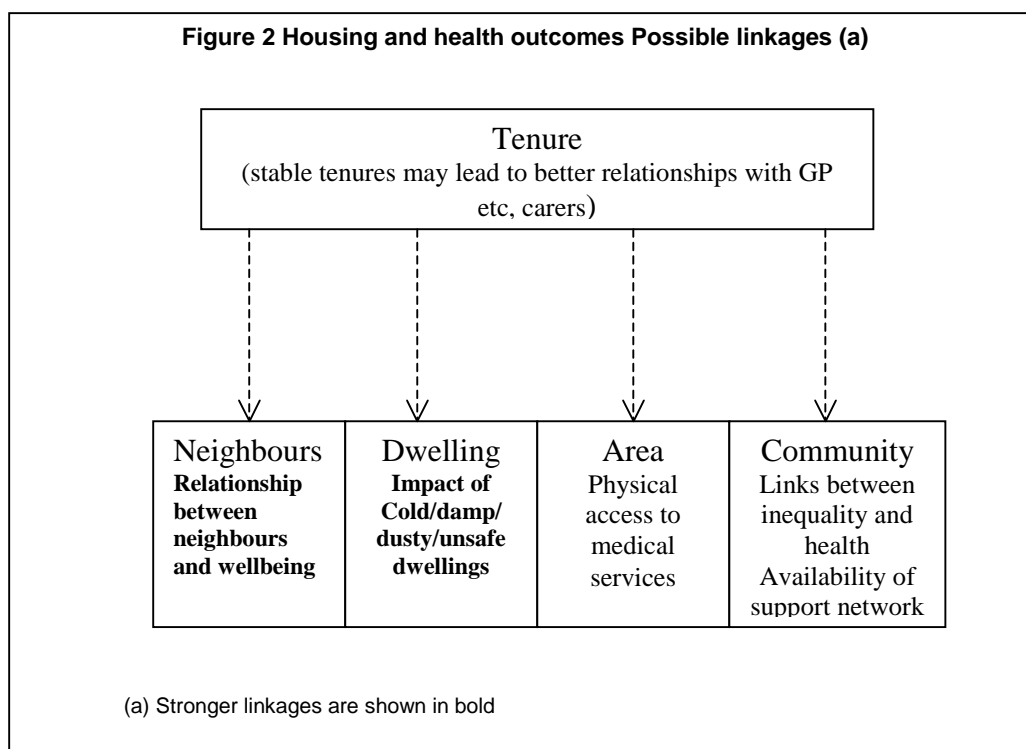 Figure 2 Housing and health outcomes Possible linkages (a)
Tenure
(stable tenures may lead to better relationships with GP
etc, carers)
Neighbours
Relationship
between
neighbours
and wellbeing
Dwelling
Impact of
Cold/damp/
dusty/unsafe
dwellings
Area
Physical
access to
medical
services
Community
Links between
inequality and
health
Availability of
support network
(a) Stronger linkages are shown in bold